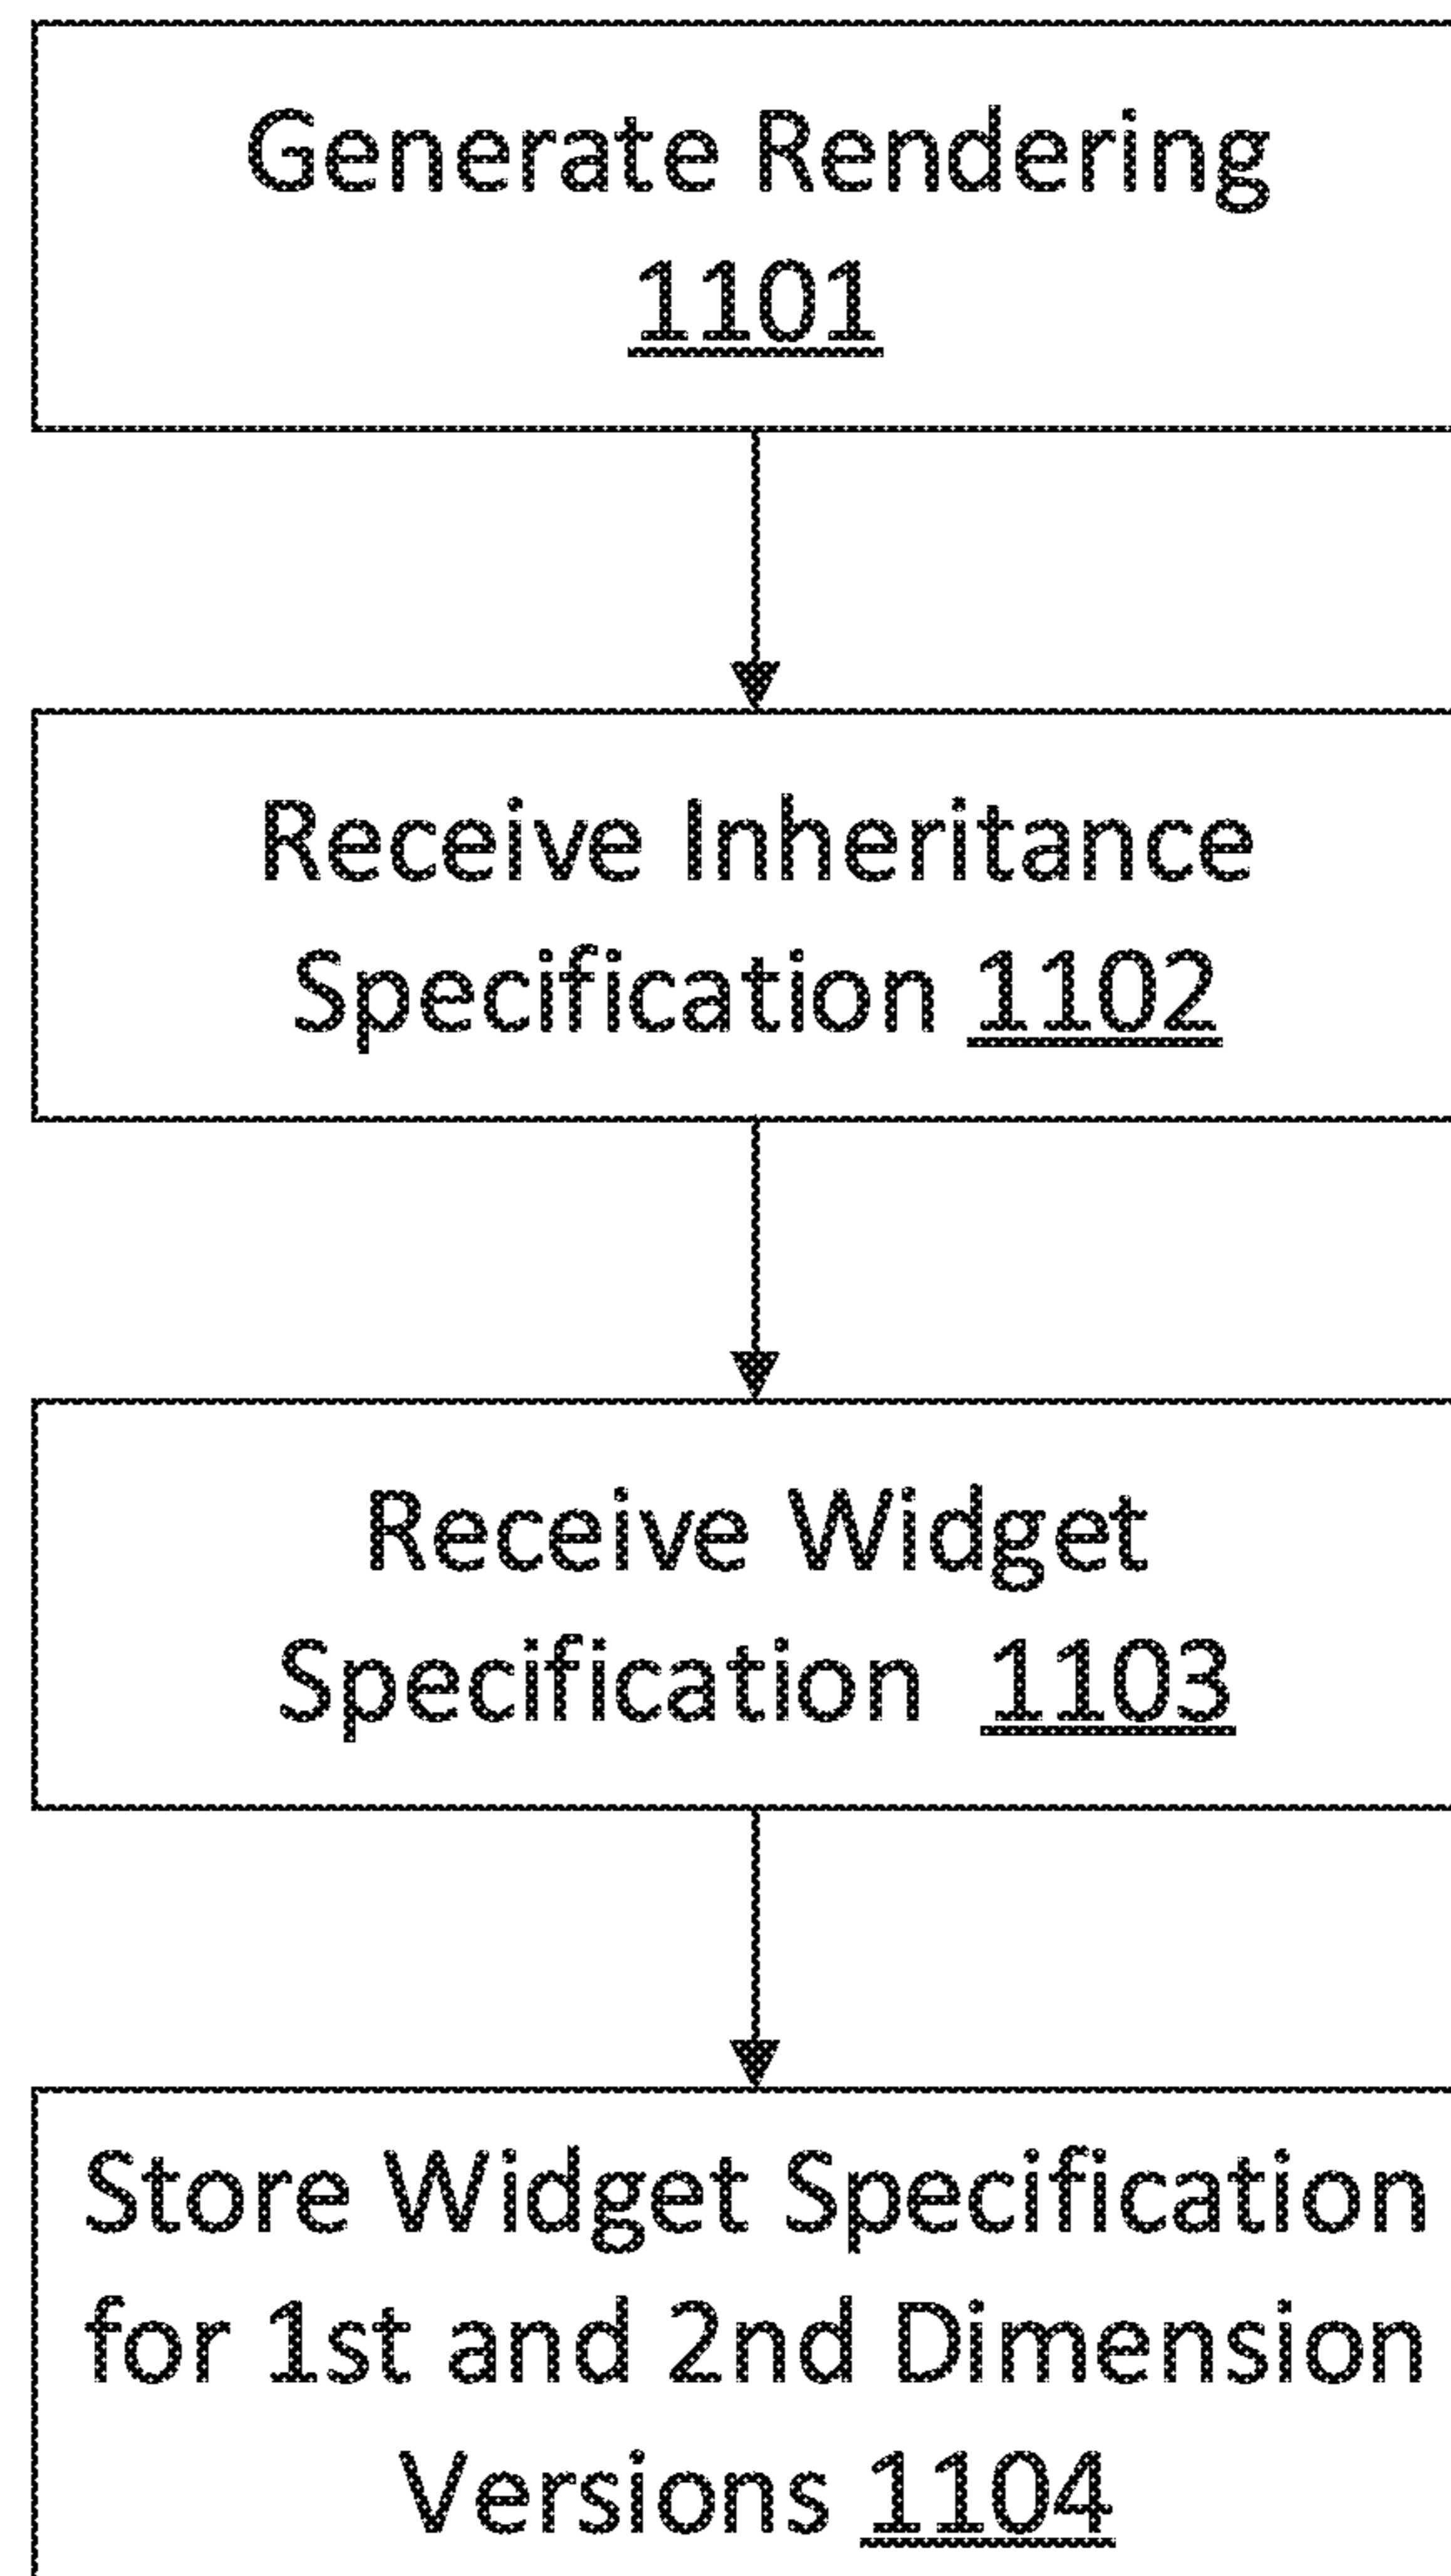 Generate Rendering
1101
Receive Inheritance
Specification 1102
Receive Widget
Specification 1103
Store Widget Specification
for 1st and 2nd Dimension
Versions 1104